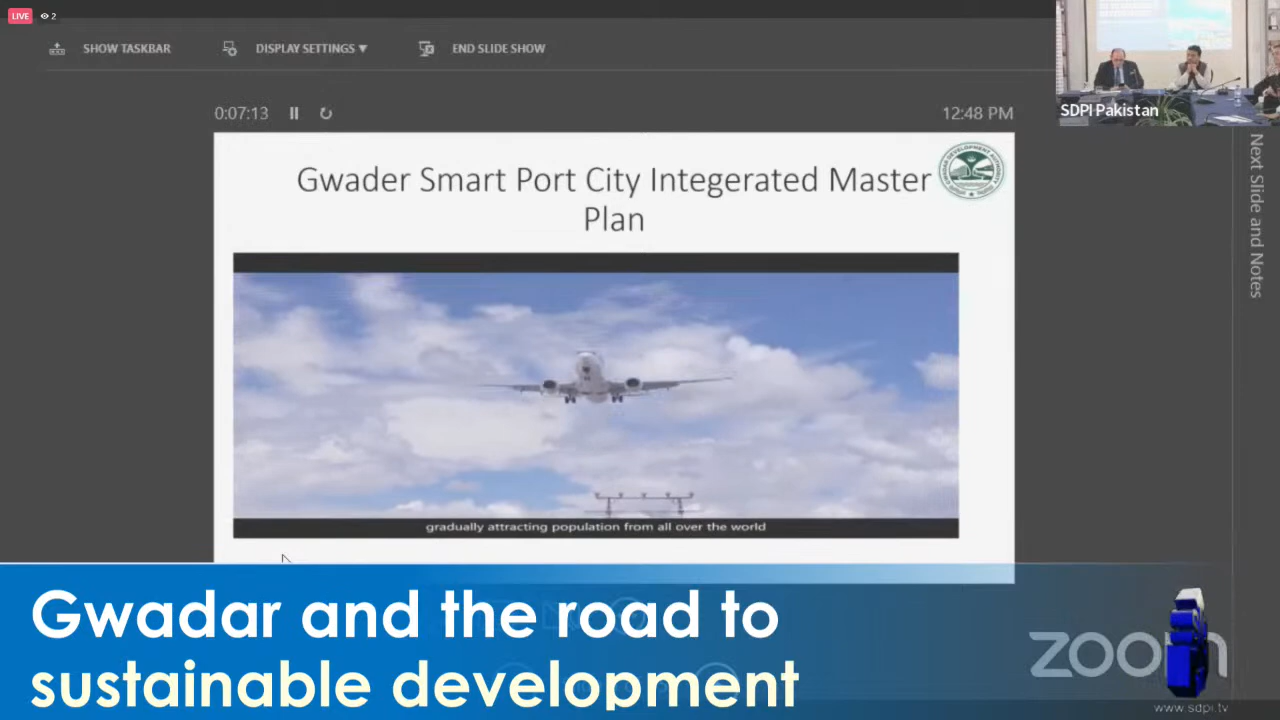 LIVE 2
SHOW TASKBAR DISPLAY SETTINGS ▼ END SLIDE SHOW
SDPI Pakistan
0:07:13 12:48 PM
Next Slide and Notes
Gwader Smart Port City Integerated Master
Plan
gradually attracting population from all over the world
Gwadar and the road to
sustainable development
zoom
www.sdpi.tv